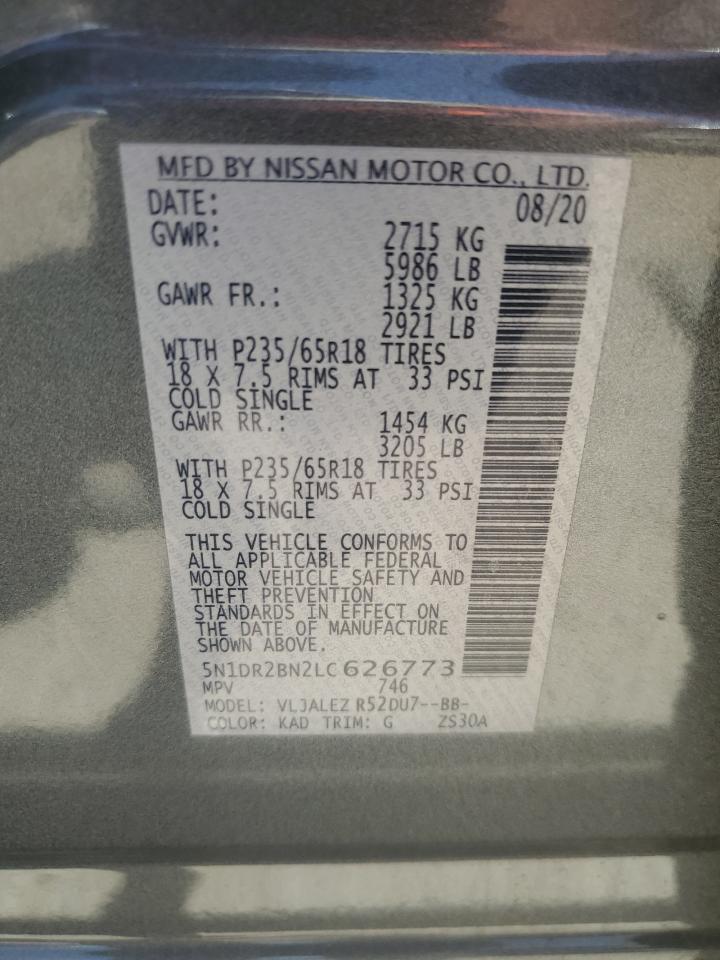 MFD BY NISSAN MOTOR CO., LTD.
DATE: 08/20
GVWR: 2715 KG
5986 LB
GAWR FR.: 1325 KG
2921 LB
WITH P235/65R18 TIRES
18 X 7.5 RIMS AT 33 PSI
COLD SINGLE
GAWR RR.: 1454 KG
3205 LB
WITH P235/65R18 TIRES
18 X 7.5 RIMS AT 33 PSI
COLD SINGLE
THIS VEHICLE CONFORMS TO
ALL APPLICABLE FEDERAL
MOTOR VEHICLE SAFETY AND
THEFT PREVENTION
STANDARDS IN EFFECT ON
THE DATE OF MANUFACTURE
SHOWN ABOVE.
5N1DR2BN2LC626773
MPV 746
MODEL: VLJALEZ R52DU7--BB-
COLOR: KAD TRIM: G ZS30A